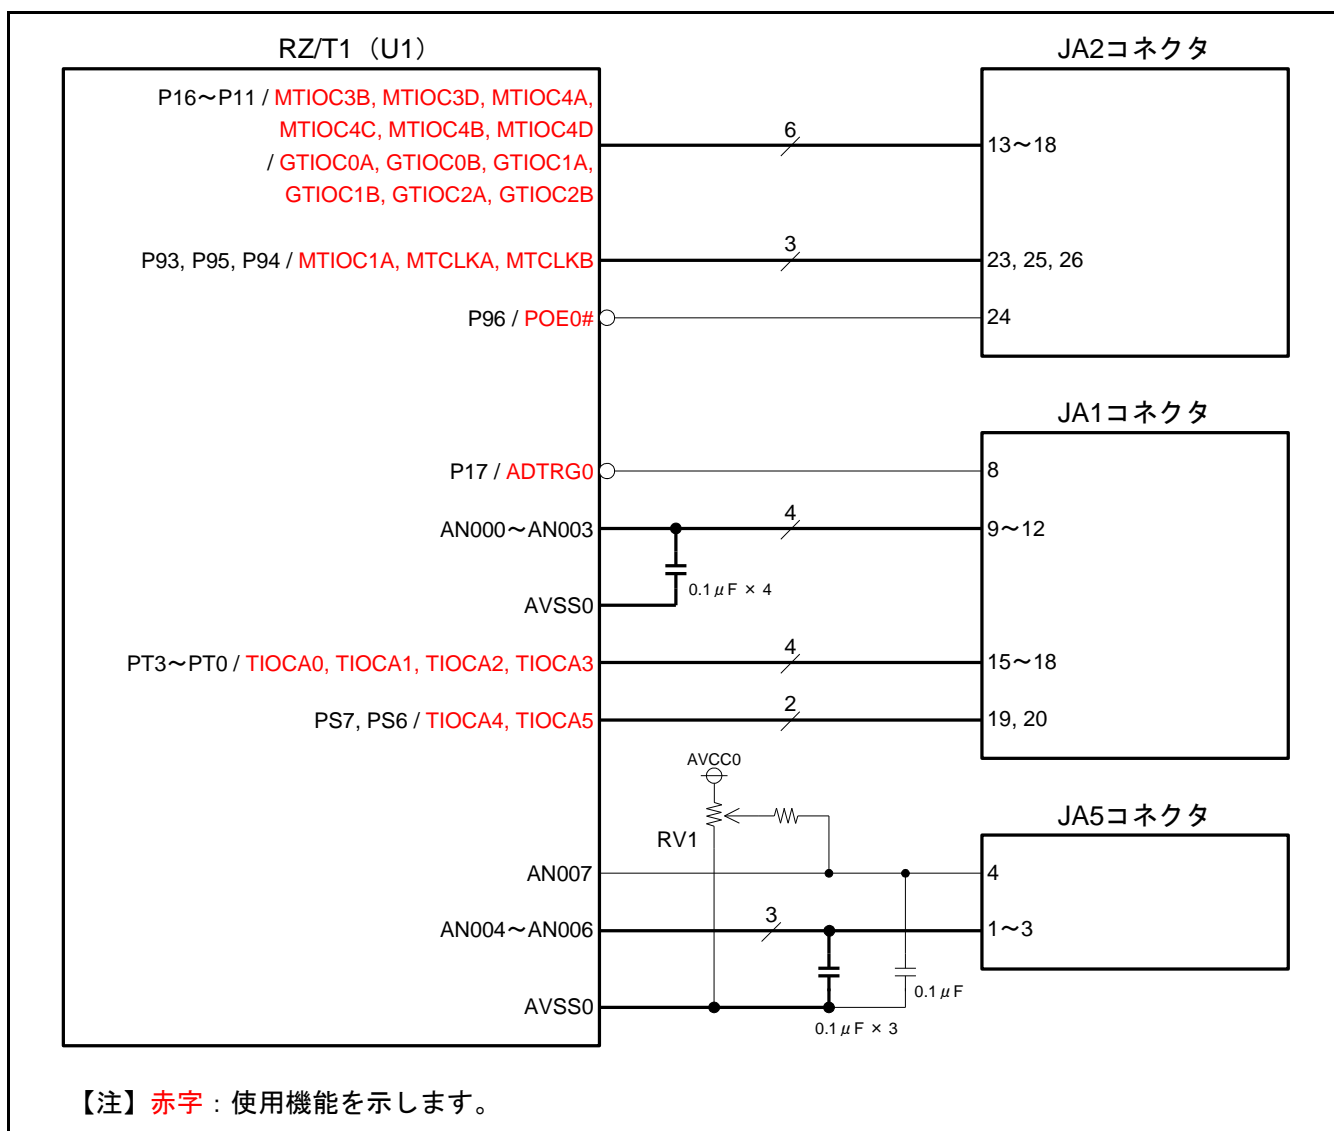 RZ/T1（U1）
JA2コネクタ
P16～P11 / MTIOC3B, MTIOC3D, MTIOC4A,
MTIOC4C, MTIOC4B, MTIOC4D
/ GTIOC0A, GTIOC0B, GTIOC1A,
GTIOC1B, GTIOC2A, GTIOC2B
6
13～18
P93, P95, P94 / MTIOC1A, MTCLKA, MTCLKB
3
23, 25, 26
P96 / POE0#
24
JA1コネクタ
P17 / ADTRG0
8
AN000～AN003
4
9～12
0.1μF × 4
AVSS0
PT3～PT0 / TIOCA0, TIOCA1, TIOCA2, TIOCA3
4
15～18
PS7, PS6 / TIOCA4, TIOCA5
2
19, 20
AVCC0
JA5コネクタ
RV1
AN007
4
AN004～AN006
3
1～3
0.1μF
AVSS0
0.1μF × 3
【注】赤字：使用機能を示します。